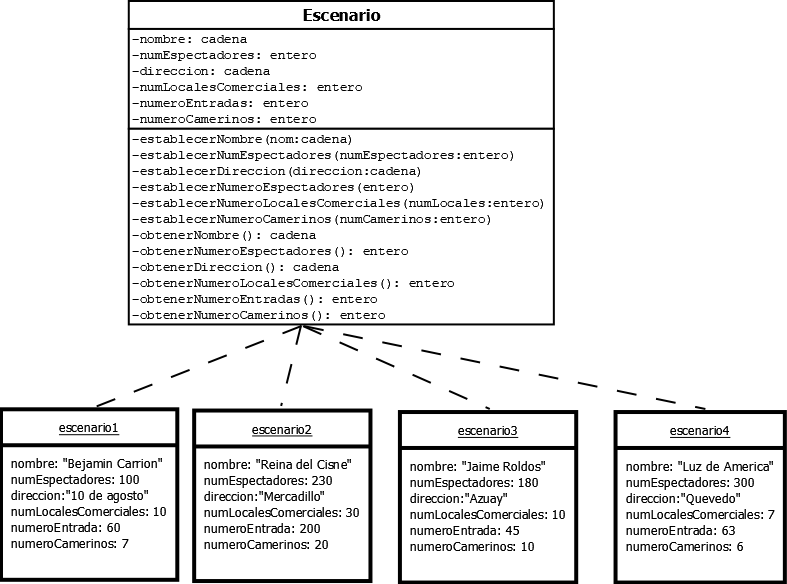 Escenario
-nombre: cadena
-numEspectadores: entero
-direccion: cadena
-numLocalesComerciales: entero
-numeroEntradas: entero
-numeroCamerinos: entero
-establecerNombre(nom:cadena)
-establecerNumEspectadores(numEspectadores:entero)
-establecerDireccion(direccion:cadena)
-establecerNumeroEspectadores(entero)
-establecerNumeroLocalesComerciales(numLocales:entero)
-establecerNumeroCamerinos(numCamerinos:entero)
-obtenerNombre(): cadena
-obtenerNumeroEspectadores(): entero
-obtenerDireccion(): cadena
-obtenerNumeroLocalesComerciales(): entero
-obtenerNumeroEntradas(): entero
-obtenerNumeroCamerinos(): entero
escenario1
nombre: "Bejamin Carrion"
numEspectadores: 100
direccion:"10 de agosto"
numLocalesComerciales: 10
numeroEntrada: 60
numeroCamerinos: 7
escenario2
nombre: "Reina del Cisne"
numEspectadores: 230
direccion:"Mercadillo"
numLocalesComerciales: 30
numeroEntrada: 200
numeroCamerinos: 20
escenario3
nombre: "Jaime Roldos"
numEspectadores: 180
direccion:"Azuay"
numLocalesComerciales: 10
numeroEntrada: 45
numeroCamerinos: 10
escenario4
nombre: "Luz de America"
numEspectadores: 300
direccion:"Quevedo"
numLocalesComerciales: 7
numeroEntrada: 63
numeroCamerinos: 6